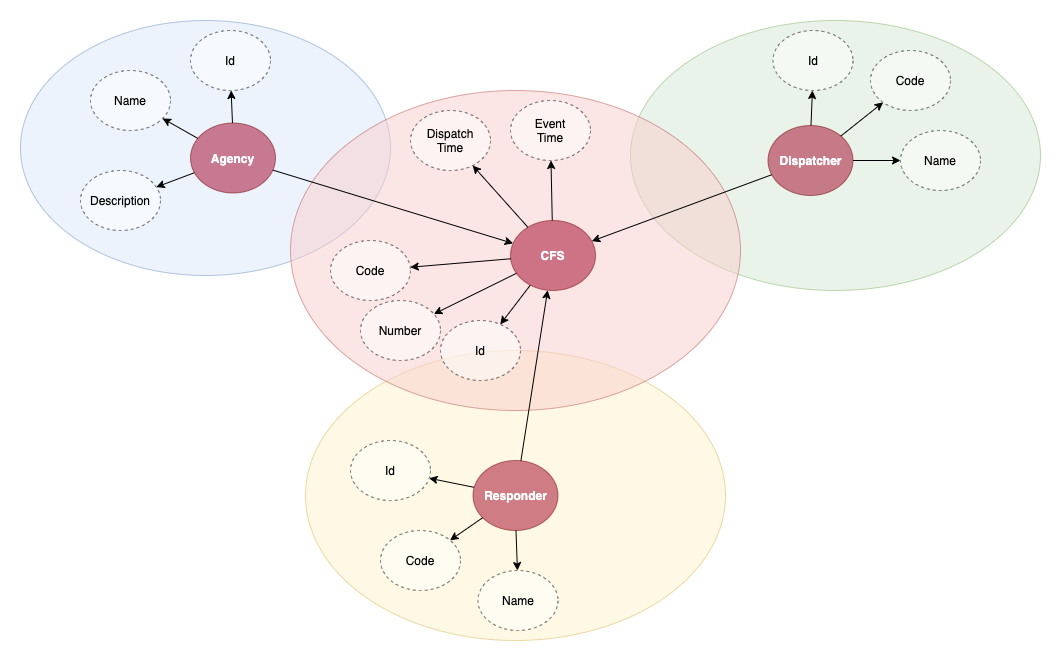 Id
Name
Agency
Description
Dispatch
Time
Event
Time
CFS
Code
Number
Id
Id
Code
Dispatcher
Name
Id
Responder
Code
Name